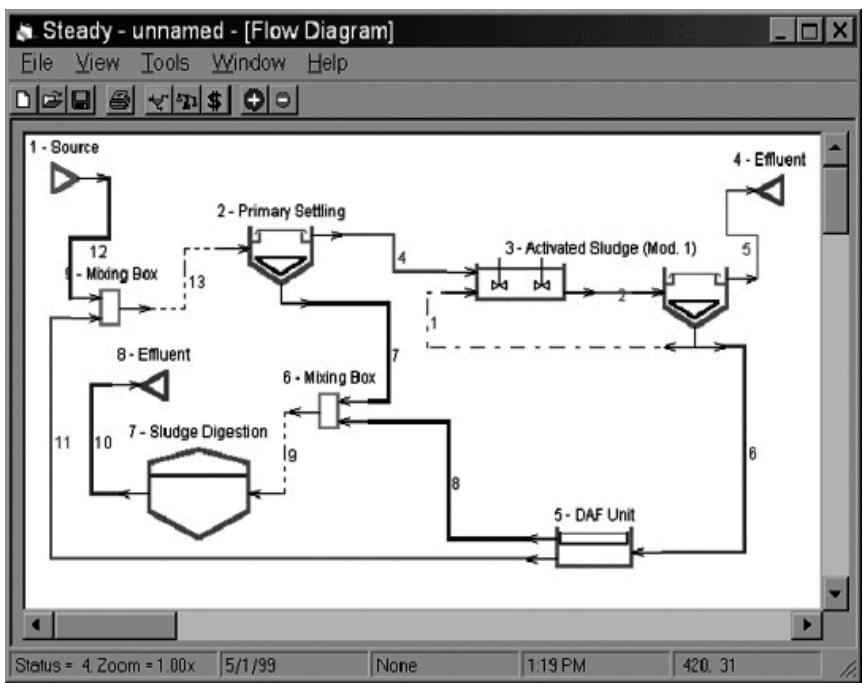 Steady - unnamed - [Flow Diagram]
File View Tools Window Help
$
1 - Source
4 - Effluent
2 - Primary Settling
12
4
3 - Activated Sludge (Mod. 1)
5
9 - Mixing Box
13
2
1
8 - Effluent
7
6 - Mixing Box
11
10
7 - Sludge Digestion
9
6
8
5 - DAF Unit
Status = 4, Zoom = 1.00x 5/1/99 None 1:19 PM 420, 31